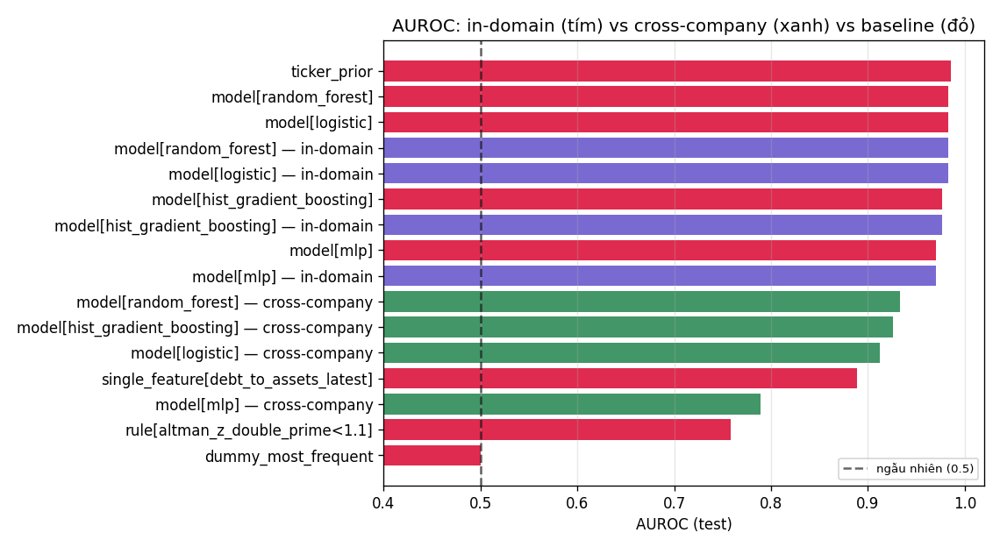 AUROC: in-domain (tím) vs cross-company (xanh) vs baseline (đỏ)
ticker_prior
model[random_forest]
model[logistic]
model[random_forest] — in-domain
model[logistic] — in-domain
model[hist_gradient_boosting]
model[hist_gradient_boosting] — in-domain
model[mlp]
model[mlp] — in-domain
model[random_forest] — cross-company
model[hist_gradient_boosting] — cross-company
model[logistic] — cross-company
single_feature[debt_to_assets_latest]
model[mlp] — cross-company
rule[altman_z_double_prime<1.1]
dummy_most_frequent
ngẫu nhiên (0.5)
0.4 0.5 0.6 0.7 0.8 0.9 1.0
AUROC (test)